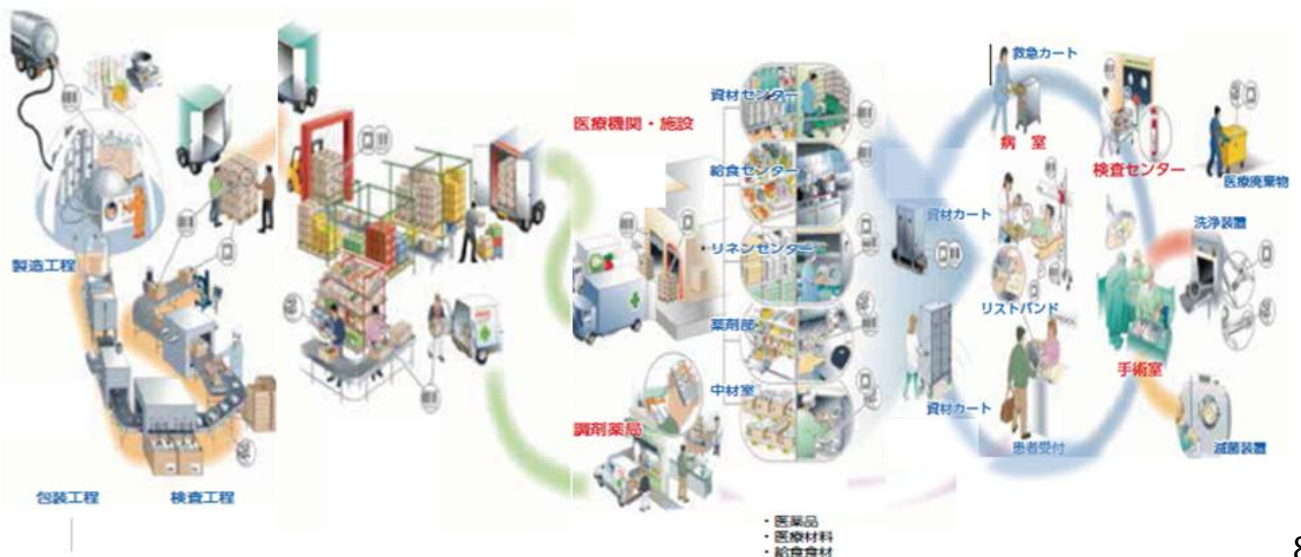 製造工程
包装工程
検査工程
医療機関・施設
調剤薬局
資材センター
給食センター
リネンセンター
薬剤部
中材室
・医薬品
・医療材料
・給食食材
資材カート
資材カート
救急カート
病室
リストバンド
患者受付
検査センター
医療廃棄物
洗浄装置
手術室
滅菌装置